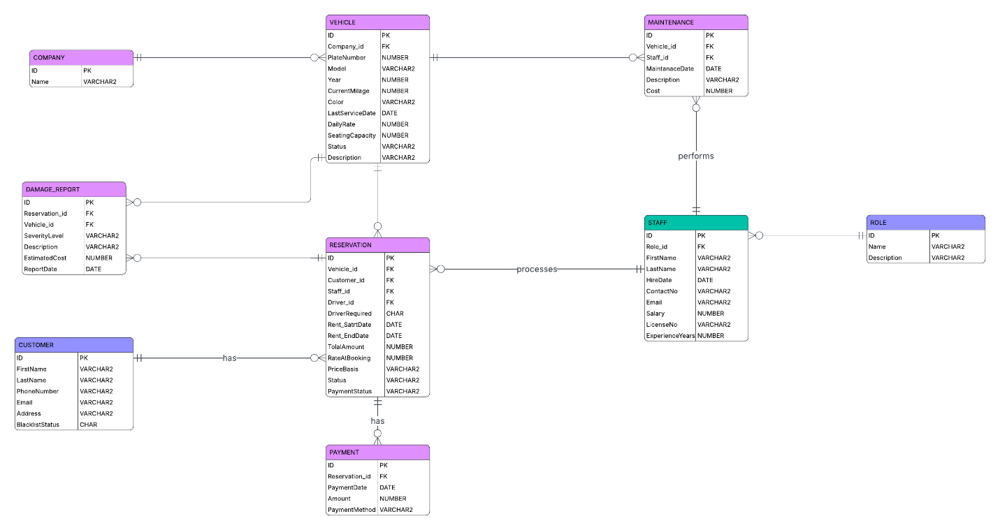 VEHICLE
ID PK
Company_id FK
PlateNumber NUMBER
Model VARCHAR2
Year NUMBER
CurrentMilage NUMBER
Color VARCHAR2
LastServiceDate DATE
DailyRate NUMBER
SeatingCapacity NUMBER
Status VARCHAR2
Description VARCHAR2
MAINTENANCE
ID PK
Vehicle_id FK
Staff_id FK
MaintanaceDate DATE
Description VARCHAR2
Cost NUMBER
COMPANY
ID PK
Name VARCHAR2
performs
DAMAGE_REPORT
ID PK
Reservation_id FK
Vehicle_id FK
SeverityLevel VARCHAR2
Description VARCHAR2
EstimatedCost NUMBER
ReportDate DATE
RESERVATION
ID PK
Vehicle_id FK
Customer_id FK
Staff_id FK
Driver_id FK
DriverRequired CHAR
Rent_SatrtDate DATE
Rent_EndDate DATE
TolalAmount NUMBER
RateAtBooking NUMBER
PriceBasis VARCHAR2
Status VARCHAR2
PaymentStatus VARCHAR2
processes
STAFF
ID PK
Role_id FK
FirstName VARCHAR2
LastName VARCHAR2
HireDate DATE
ContactNo VARCHAR2
Email VARCHAR2
Salary NUMBER
LicenseNo VARCHAR2
ExperienceYears NUMBER
ROLE
ID PK
Name VARCHAR2
Description VARCHAR2
CUSTOMER
ID PK
FirstName VARCHAR2
LastName VARCHAR2
PhoneNumber VARCHAR2
Email VARCHAR2
Address VARCHAR2
BlacklistStatus CHAR
has
has
PAYMENT
ID PK
Reservation_id FK
PaymentDate DATE
Amount NUMBER
PaymentMethod VARCHAR2